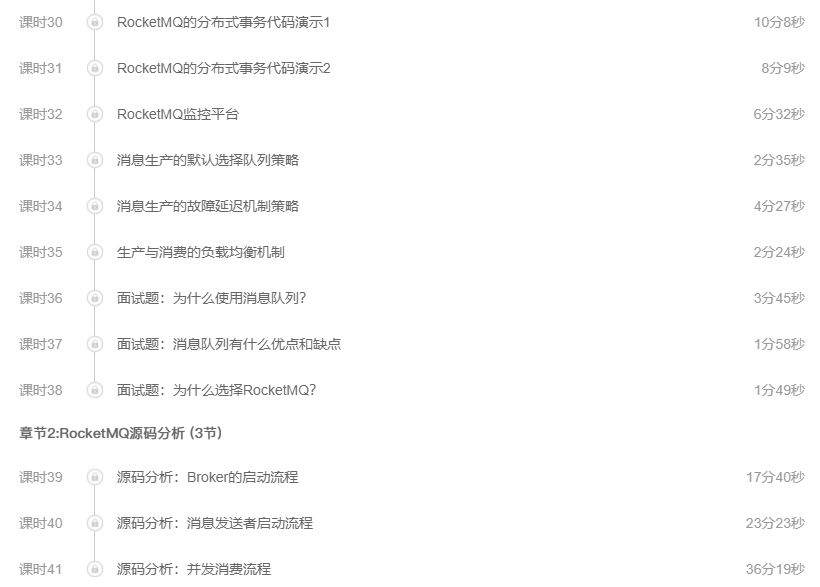 课时30 RocketMQ的分布式事务代码演示1 10分8秒
课时31 RocketMQ的分布式事务代码演示2 8分9秒
课时32 RocketMQ监控平台 6分32秒
课时33 消息生产的默认选择队列策略 2分35秒
课时34 消息生产的故障延迟机制策略 4分27秒
课时35 生产与消费的负载均衡机制 2分24秒
课时36 面试题：为什么使用消息队列? 3分45秒
课时37 面试题：消息队列有什么优点和缺点 1分58秒
课时38 面试题：为什么选择RocketMQ? 1分49秒
章节2:RocketMQ源码分析 (3节)
课时39 源码分析：Broker的启动流程 17分40秒
课时40 源码分析：消息发送者启动流程 23分23秒
课时41 源码分析：并发消费流程 36分19秒